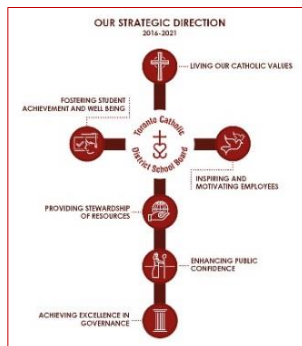 OUR STRATEGIC DIRECTION
2016-2021
LIVING OUR CATHOLIC VALUES
FOSTERING STUDENT
ACHIEVEMENT AND WELL BEING
Toronto Catholic
District School Board
INSPIRING AND
MOTIVATING EMPLOYEES
PROVIDING STEWARDSHIP
OF RESOURCES
ENHANCING PUBLIC
CONFIDENCE
ACHIEVING EXCELLENCE IN
GOVERNANCE